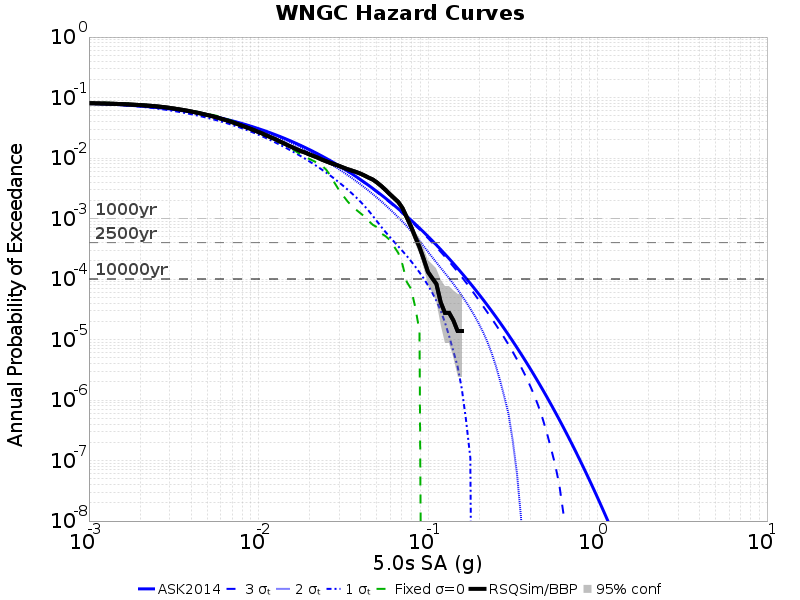 WNGC Hazard Curves
Annual Probability of Exceedance
10^0
10^-1
10^-2
10^-3
10^-4
10^-5
10^-6
10^-7
10^-8
1000yr
2500yr
10000yr
10^-3 10^-2 10^-1 10^0 10^1
5.0s SA (g)
ASK2014 3 σₜ 2 σₜ 1 σₜ Fixed σ=0 RSQSim/BBP 95% conf